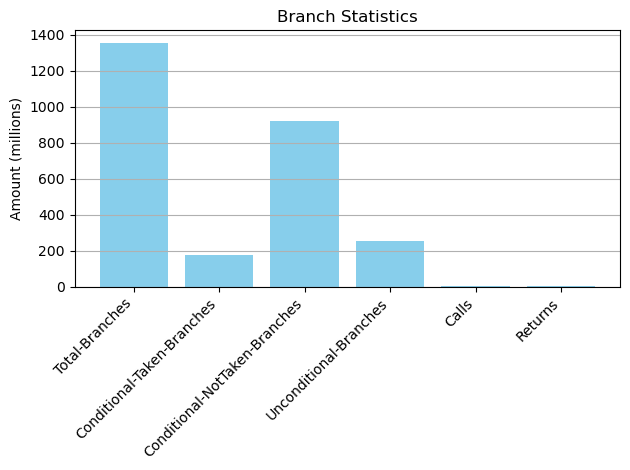 Branch Statistics
Amount (millions)
1400
1200
1000
800
600
400
200
0
Total-Branches
Conditional-Taken-Branches
Conditional-NotTaken-Branches
Unconditional-Branches
Calls
Returns